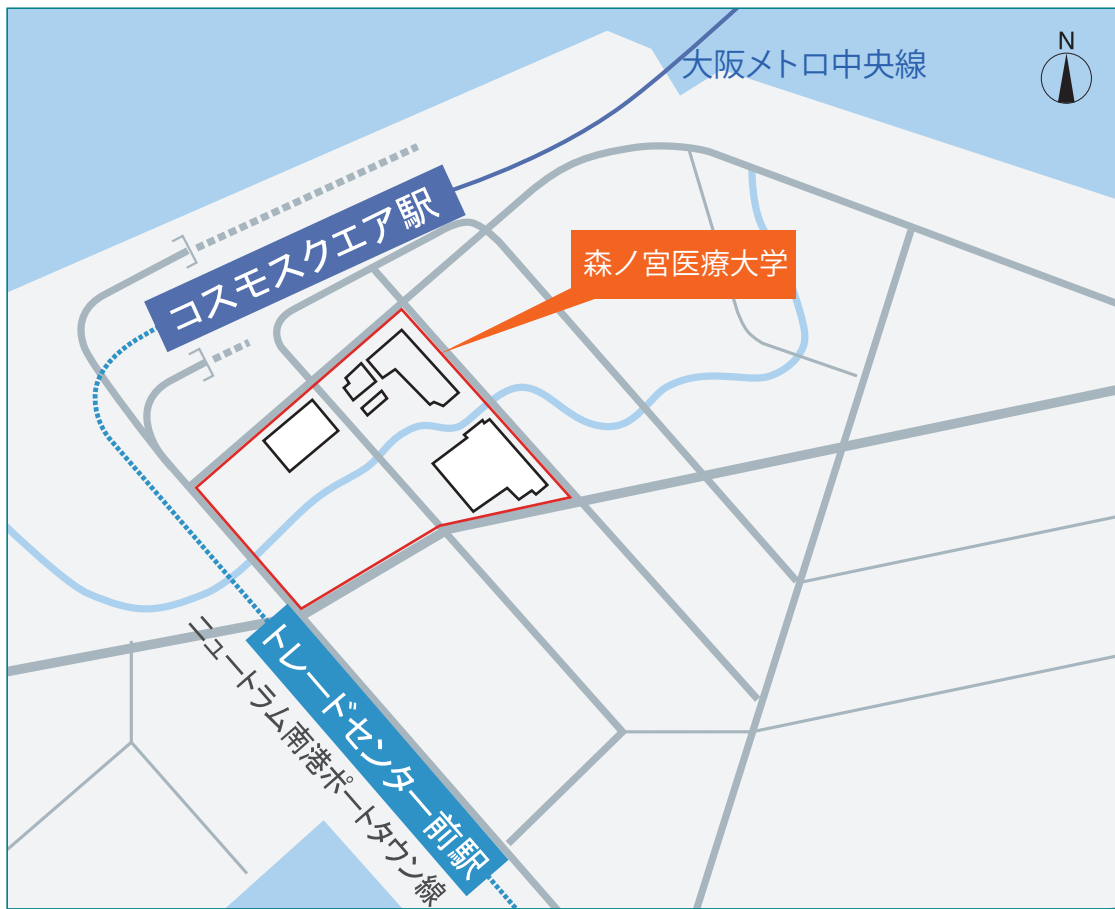 N
大阪メトロ中央線
コスモスクエア駅
森ノ宮医療大学
トレードセンター前駅
ニュートラム南港ポートタウン線